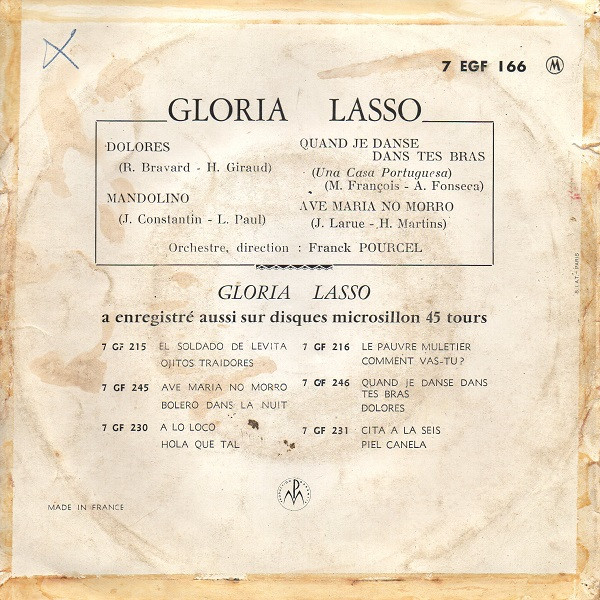 7 EGF 166 M
GLORIA LASSO
DOLORES
(R. Bravard - H. Giraud)
MANDOLINO
(J. Constantin - L. Paul)
QUAND JE DANSE
DANS TES BRAS
(Una Casa Portuguesa)
(M. François - A. Fonseca)
AVE MARIA NO MORRO
(J. Larue - H. Martins)
Orchestre, direction : Franck POURCEL
GLORIA LASSO
a enregistré aussi sur disques microsillon 45 tours
7 GF 215 EL SOLDADO DE LEVITA
OJITOS TRAIDORES
7 GF 245 AVE MARIA NO MORRO
BOLERO DANS LA NUIT
7 GF 230 A LO LOCO
HOLA QUE TAL
7 GF 216 LE PAUVRE MULETIER
COMMENT VAS-TU ?
7 GF 246 QUAND JE DANSE DANS
TES BRAS
DOLORES
7 GF 231 CITA A LA SEIS
PIEL CANELA
MADE IN FRANCE